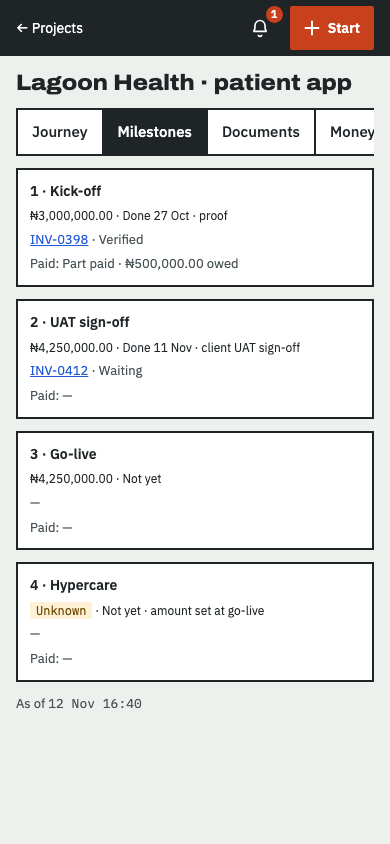 ← Projects
1
+ Start
Lagoon Health · patient app
Journey
Milestones
Documents
Money
1 · Kick-off
₦3,000,000.00 · Done 27 Oct · proof
INV-0398 · Verified
Paid: Part paid · ₦500,000.00 owed
2 · UAT sign-off
₦4,250,000.00 · Done 11 Nov · client UAT sign-off
INV-0412 · Waiting
Paid: —
3 · Go-live
₦4,250,000.00 · Not yet
—
Paid: —
4 · Hypercare
Unknown · Not yet · amount set at go-live
—
Paid: —
As of 12 Nov 16:40